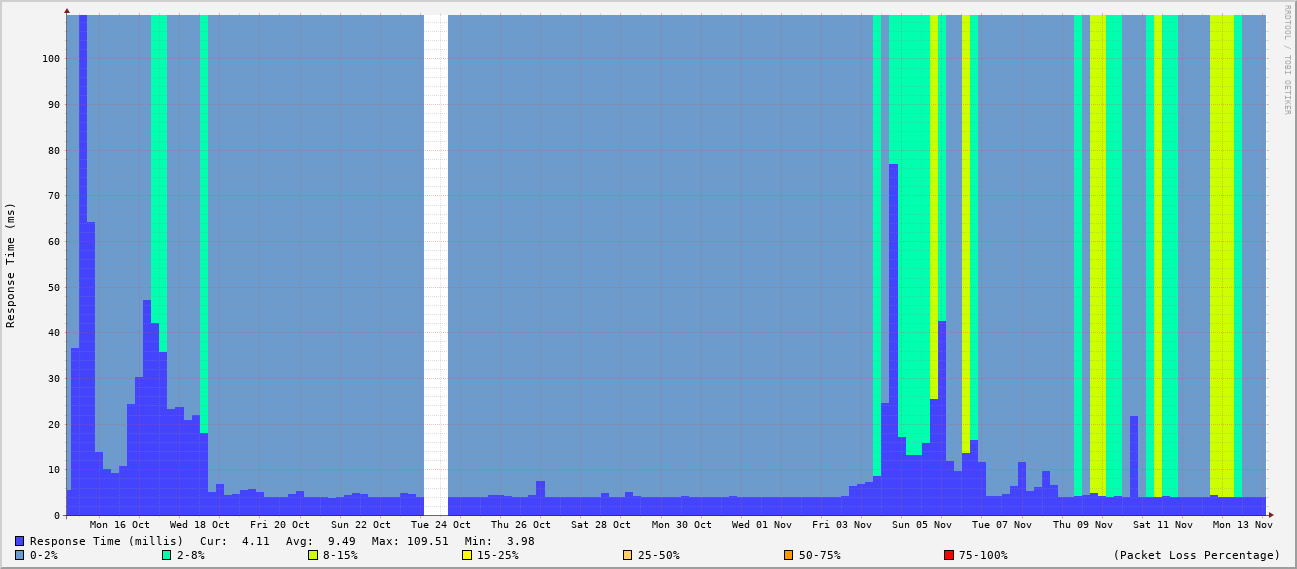 RRDTOOL / TOBI OETIKER
Response Time (ms)
100
90
80
70
60
50
40
30
20
10
0
Mon 16 Oct Wed 18 Oct Fri 20 Oct Sun 22 Oct Tue 24 Oct Thu 26 Oct Sat 28 Oct Mon 30 Oct Wed 01 Nov Fri 03 Nov Sun 05 Nov Tue 07 Nov Thu 09 Nov Sat 11 Nov Mon 13 Nov
Response Time (millis) Cur: 4.11 Avg: 9.49 Max: 109.51 Min: 3.98
0-2% 2-8% 8-15% 15-25% 25-50% 50-75% 75-100% (Packet Loss Percentage)